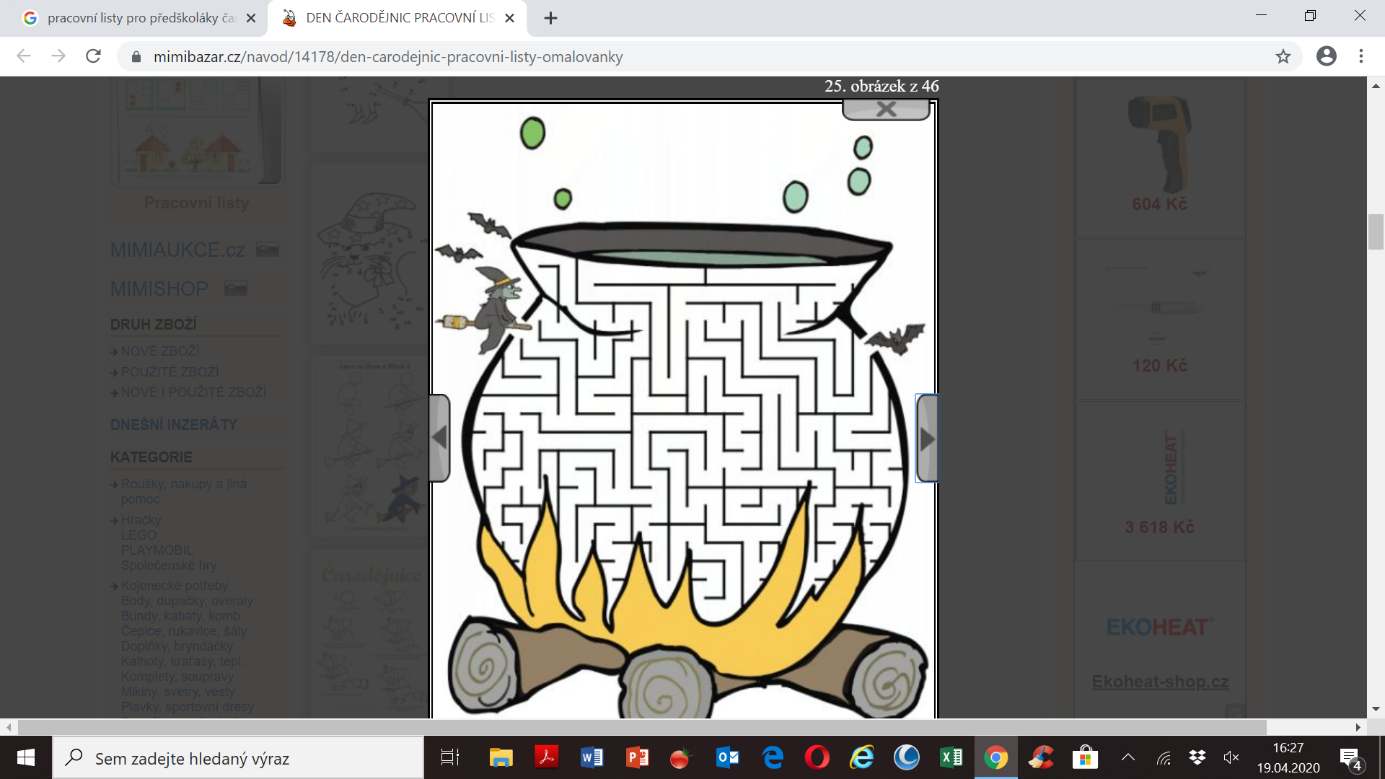 pracovní listy pro předškoláky ča
DEN ČARODĚJNIC PRACOVNÍ LIS
mimibazar.cz/navod/14178/den-carodejnic-pracovni-listy-omalovanky
25. obrázek z 46
Pracovní listy
MIMIAUKCE.cz
MIMISHOP
DRUH ZBOŽÍ
NOVÉ ZBOŽÍ
POUŽITÉ ZBOŽÍ
NOVÉ I POUŽITÉ ZBOŽÍ
DNEŠNÍ INZERÁTY
KATEGORIE
Roušky, nákupy a jiná
pomoc
Hračky
LEGO
PLAYMOBIL
Společenské hry
Kojenecké potřeby
Body, dupačky, overaly
Bundy, kabáty, komb.
Čepice, rukavice, šály
Doplňky, bryndáčky
Kalhoty, kraťasy, tepl.
Komplety, soupravy
Mikiny, svetry, vesty
Plavky, sportovní dresy
Čarodějnice
604 Kč
120 Kč
EKOHEAT
3 618 Kč
EKOHEAT
Ekoheat-shop.cz
Sem zadejte hledaný výraz
16:27
19.04.2020
4